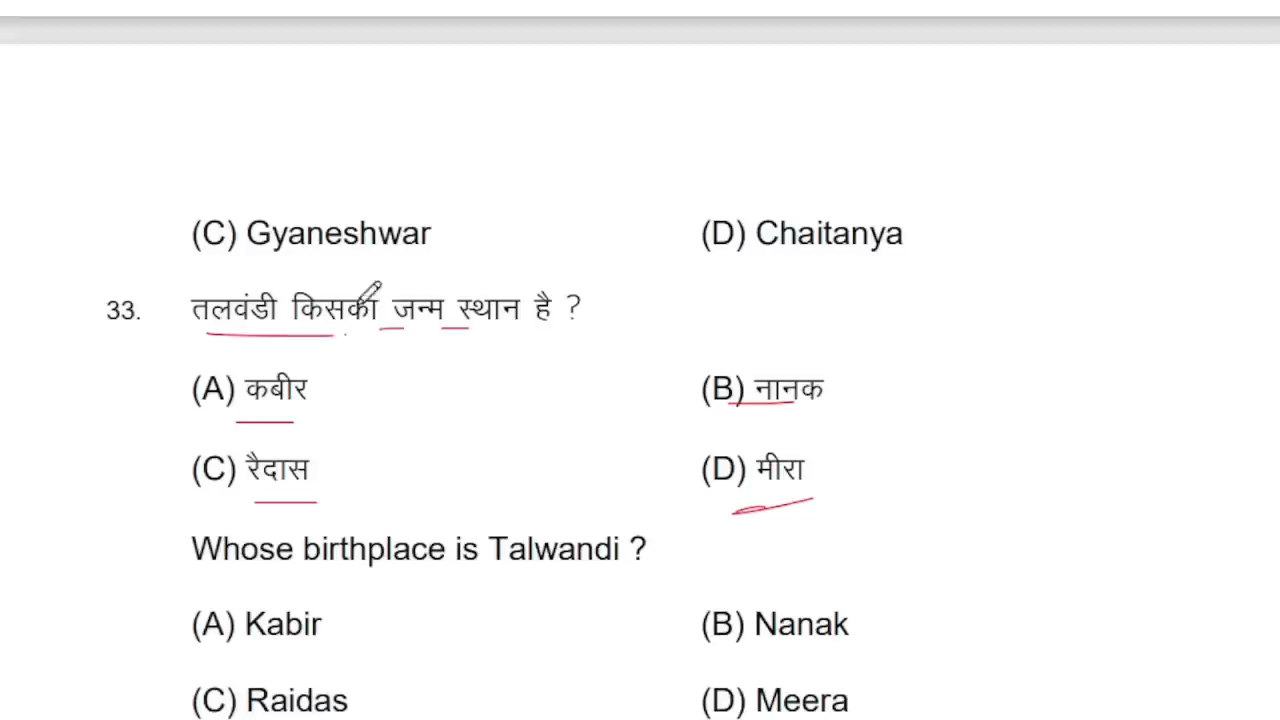 (C) Gyaneshwar (D) Chaitanya
33. तलवंडी किसका जन्म स्थान है ?
(A) कबीर (B) नानक
(C) रैदास (D) मीरा
Whose birthplace is Talwandi ?
(A) Kabir (B) Nanak
(C) Raidas (D) Meera